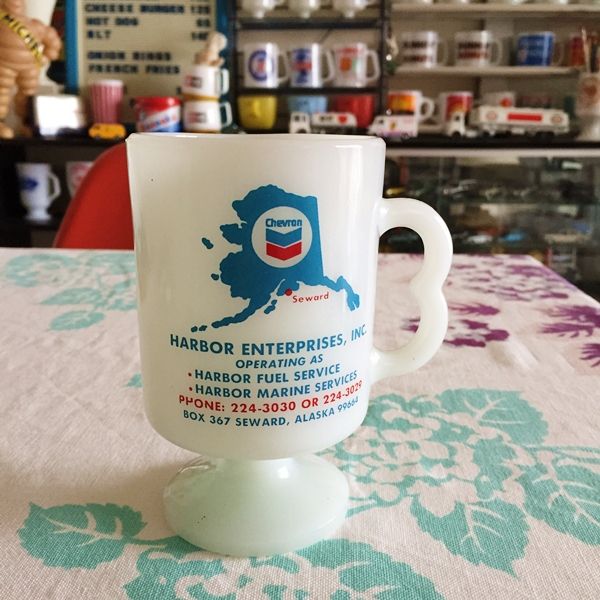 CHEESE BURGER
HOT DOG
BLT
ONION RINGS
FRENCH FRIES
Chevron
Seward
HARBOR ENTERPRISES, INC.
OPERATING AS
• HARBOR FUEL SERVICE
• HARBOR MARINE SERVICES
PHONE: 224-3030 OR 224-3029
BOX 367 SEWARD, ALASKA 99664